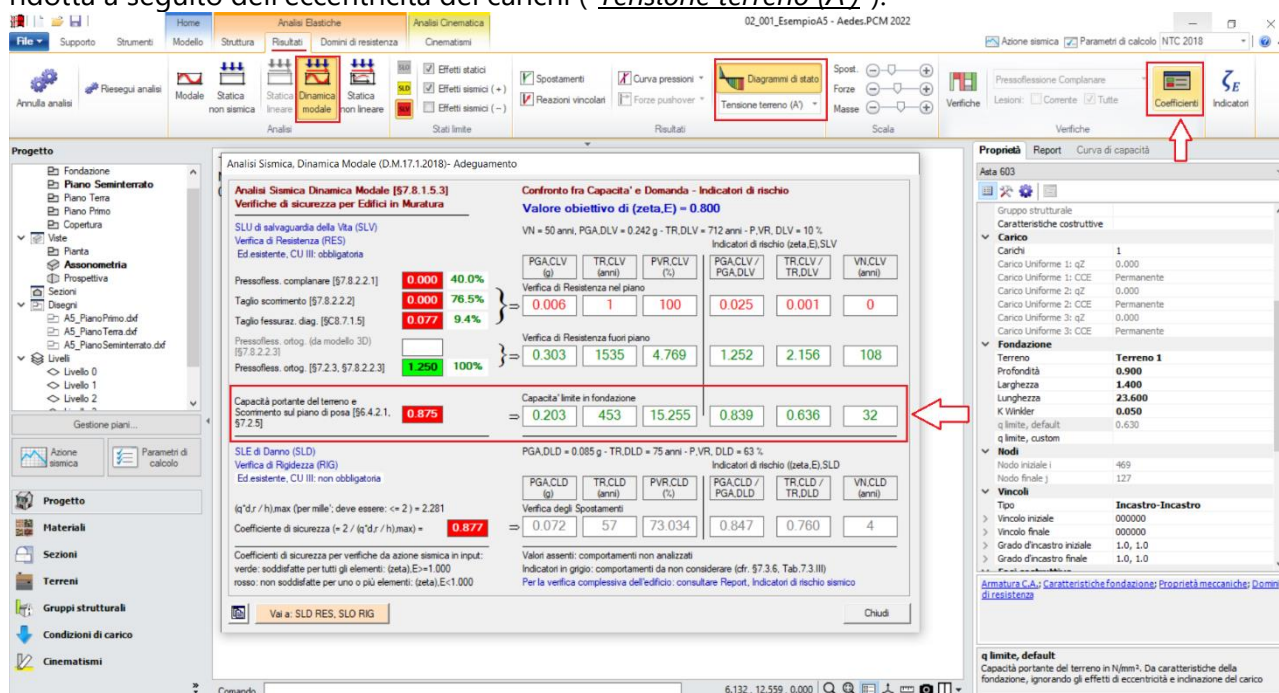 ridotta a seguito dell'eccentricità dei carichi ("Tensione terreno (A')").
02_001_EsempioA5 - Aedes.PCM 2022
Home
Analisi Elastiche
Analisi Cinematica
File
Supporto
Strumenti
Modello
Struttura
Risultati
Domini di resistenza
Cinematismi
Azione sismica
Parametri di calcolo
NTC 2018
Annulla analisi
Riesegui analisi
Modale
Statica non sismica
Statica lineare
Dinamica modale
Statica non lineare
Analisi
SLO
SLD
Effetti statici
Effetti sismici (+)
Effetti sismici (−)
Stati limite
Spostamenti
Reazioni vincolari
Curva pressioni
Forze pushover
Diagrammi di stato
Tensione terreno (A')
Risultati
Spost.
Forze
Masse
Scala
Verifiche
Pressoflessione Complanare
Lesioni:
Corrente
Tutte
Coefficienti
ζE
Indicatori
Verifiche
Progetto
Fondazione
Piano Seminterrato
Piano Terra
Piano Primo
Copertura
Viste
Pianta
Assonometria
Prospettiva
Sezioni
Disegni
A5_PianoPrimo.dxf
A5_PianoTerra.dxf
A5_PianoSeminterrato.dxf
Livelli
Livello 0
Livello 1
Livello 2
Gestione piani...
Azione sismica
Parametri di calcolo
Progetto
Materiali
Sezioni
Terreni
Gruppi strutturali
Condizioni di carico
Cinematismi
Analisi Sismica, Dinamica Modale (D.M.17.1.2018)- Adeguamento
Analisi Sismica Dinamica Modale [§7.8.1.5.3]
Verifiche di sicurezza per Edifici in Muratura
SLU di salvaguardia della Vita (SLV)
Verifica di Resistenza (RES)
Ed.esistente, CU III: obbligatoria
Pressofless. complanare [§7.8.2.2.1] 0.000 40.0%
Taglio scorrimento [§7.8.2.2.2] 0.000 76.5%
Taglio fessuraz. diag. [§C8.7.1.5] 0.077 9.4%
Pressofless. ortog. (da modello 3D)
[§7.8.2.2.3]
Pressofless. ortog. [§7.2.3, §7.8.2.2.3] 1.250 100%
Capacità portante del terreno e
Scorrimento sul piano di posa [§6.4.2.1, 0.875
§7.2.5]
SLE di Danno (SLD)
Verifica di Rigidezza (RIG)
Ed.esistente, CU III: non obbligatoria
(q*d,r / h),max (per mille'; deve essere: <= 2 ) = 2.281
Coefficiente di sicurezza (= 2 / (q*d,r / h),max) = 0.877
Coefficienti di sicurezza per verifiche da azione sismica in input:
verde: soddisfatte per tutti gli elementi: (zeta),E>=1.000
rosso: non soddisfatte per uno o più elementi: (zeta),E<1.000
Confronto fra Capacita' e Domanda - Indicatori di rischio
Valore obiettivo di (zeta,E) = 0.800
VN = 50 anni, PGA,DLV = 0.242 g - TR,DLV = 712 anni - P,VR, DLV = 10 %
Indicatori di rischio (zeta,E),SLV
PGA,CLV (g)
TR,CLV (anni)
PVR,CLV (%)
PGA,CLV / PGA,DLV
TR,CLV / TR,DLV
VN,CLV (anni)
Verifica di Resistenza nel piano
⇒ 0.006 1 100 0.025 0.001 0
Verifica di Resistenza fuori piano
⇒ 0.303 1535 4.769 1.252 2.156 108
Capacita' limite in fondazione
⇒ 0.203 453 15.255 0.839 0.636 32
PGA,DLD = 0.085 g - TR,DLD = 75 anni - P,VR, DLD = 63 %
Indicatori di rischio ((zeta,E),SLD
PGA,CLD (g)
TR,CLD (anni)
PVR,CLD (%)
PGA,CLD / PGA,DLD
TR,CLD / TR,DLD
VN,CLD (anni)
Verifica degli Spostamenti
⇒ 0.072 57 73.034 0.847 0.760 4
Valori assenti: comportamenti non analizzati
Indicatori in grigio: comportamenti da non considerare (cfr. §7.3.6, Tab.7.3.III)
Per la verifica complessiva dell'edificio: consultare Report, Indicatori di rischio sismico
Vai a: SLD RES, SLO RIG
Chiudi
Comando
6.132 , 12.559 , 0.000
Proprietà
Report
Curva di capacità
Asta 603
Gruppo strutturale
Caratteristiche costruttive
Carico
Carichi 1
Carico Uniforme 1: qZ 0.000
Carico Uniforme 1: CCE Permanente
Carico Uniforme 2: qZ 0.000
Carico Uniforme 2: CCE Permanente
Carico Uniforme 3: qZ 0.000
Carico Uniforme 3: CCE Permanente
Fondazione
Terreno Terreno 1
Profondità 0.900
Larghezza 1.400
Lunghezza 23.600
K Winkler 0.050
q limite, default 0.630
q limite, custom
Nodi
Nodo iniziale i 469
Nodo finale j 127
Vincoli
Tipo Incastro-Incastro
Vincolo iniziale 000000
Vincolo finale 000000
Grado d'incastro iniziale 1.0, 1.0
Grado d'incastro finale 1.0, 1.0
Armatura C.A.; Caratteristiche fondazione; Proprietà meccaniche; Domini
di resistenza
q limite, default
Capacità portante del terreno in N/mm². Da caratteristiche della
fondazione, ignorando gli effetti di eccentricità e inclinazione del carico